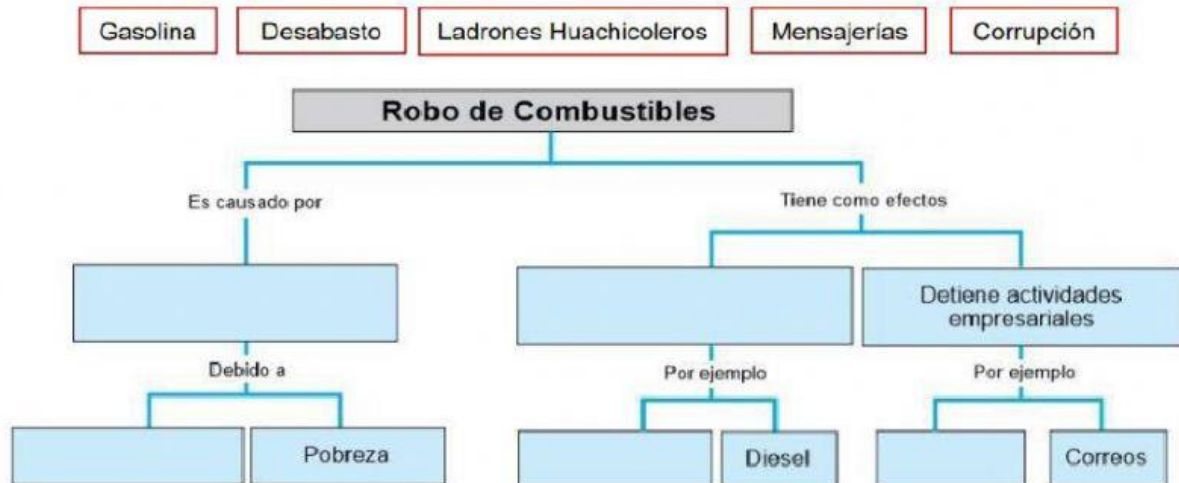 Gasolina
Desabasto
Ladrones Huachicoleros
Mensajerías
Corrupción
Robo de Combustibles
Es causado por
Tiene como efectos
Detiene actividades
empresariales
Debido a
Por ejemplo
Por ejemplo
Pobreza
Diesel
Correos